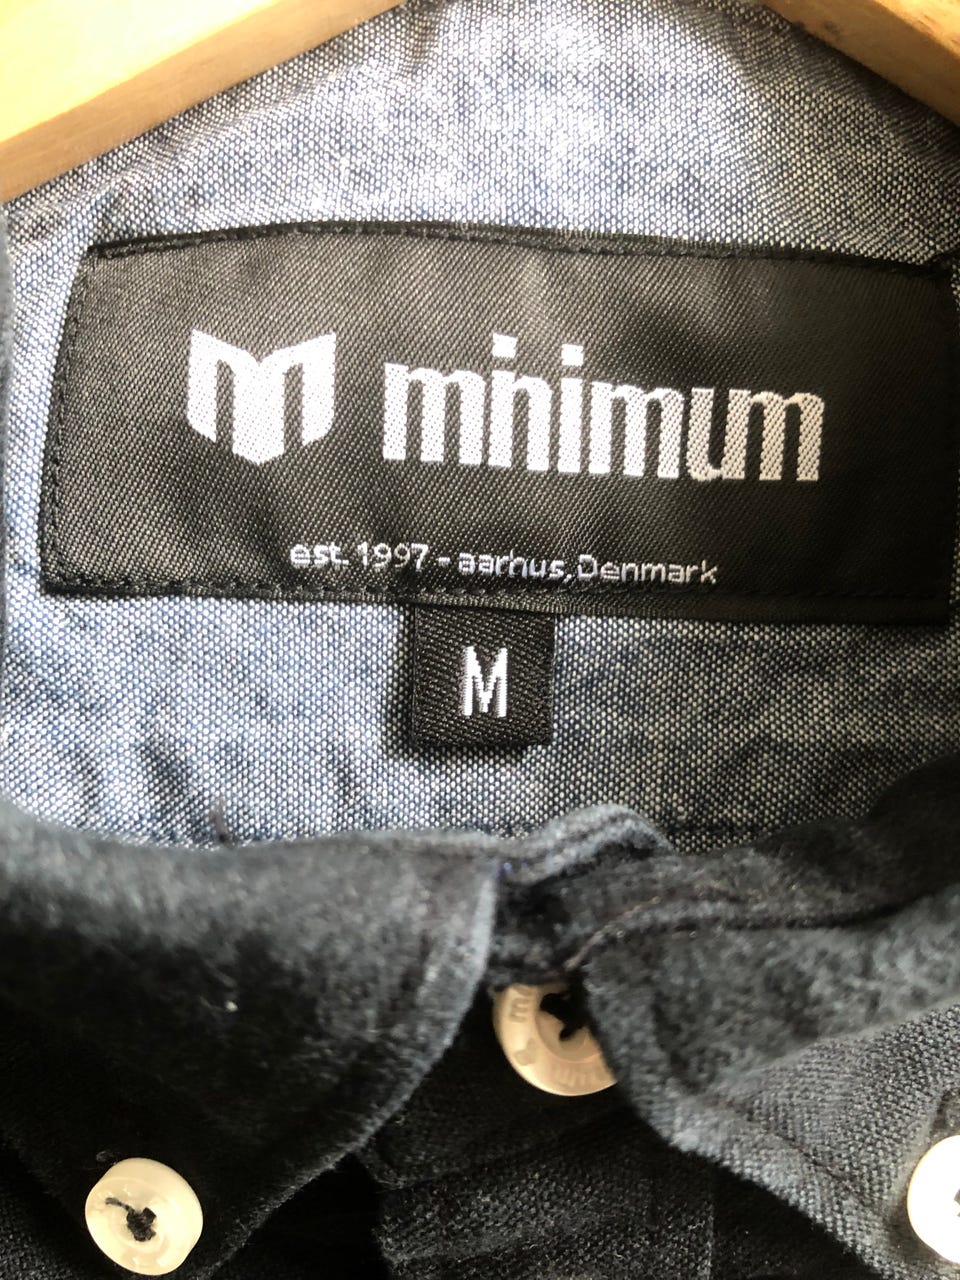 minimum
est. 1997 - aarhus, Denmark
M